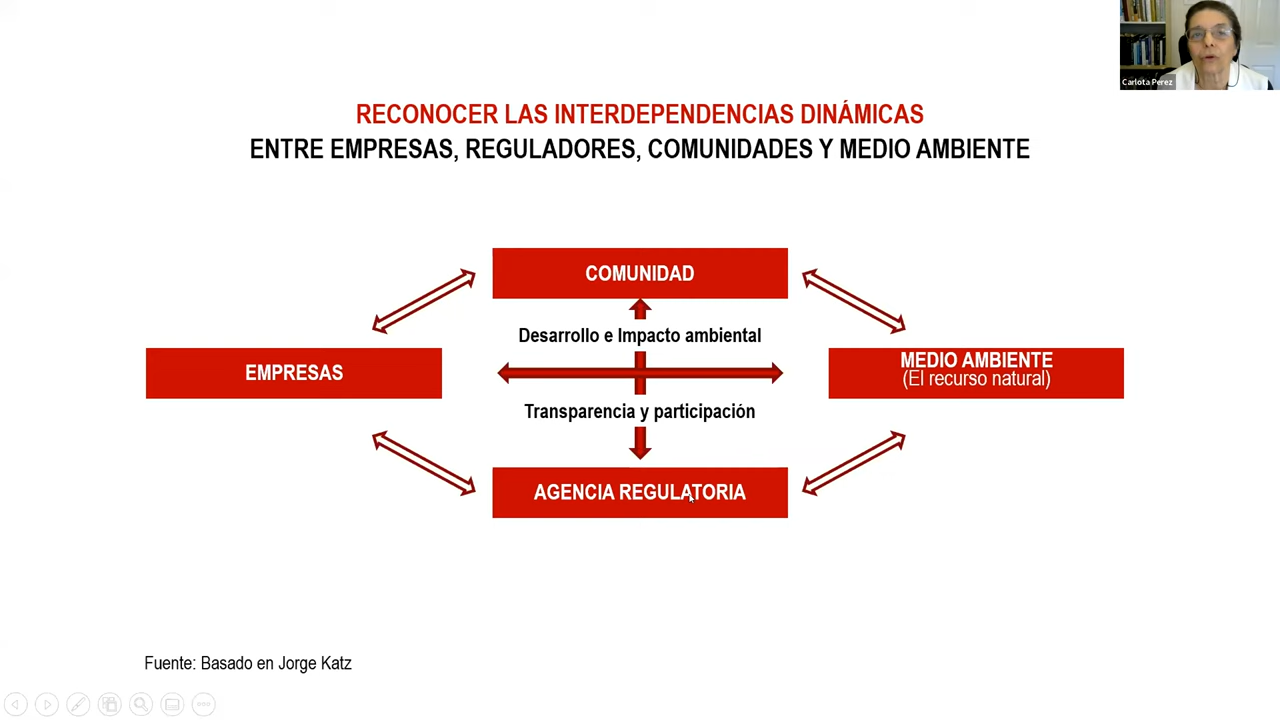 Carlota Perez
RECONOCER LAS INTERDEPENDENCIAS DINÁMICAS
ENTRE EMPRESAS, REGULADORES, COMUNIDADES Y MEDIO AMBIENTE
COMUNIDAD
Desarrollo e Impacto ambiental
EMPRESAS
MEDIO AMBIENTE
(El recurso natural)
Transparencia y participación
AGENCIA REGULATORIA
Fuente: Basado en Jorge Katz